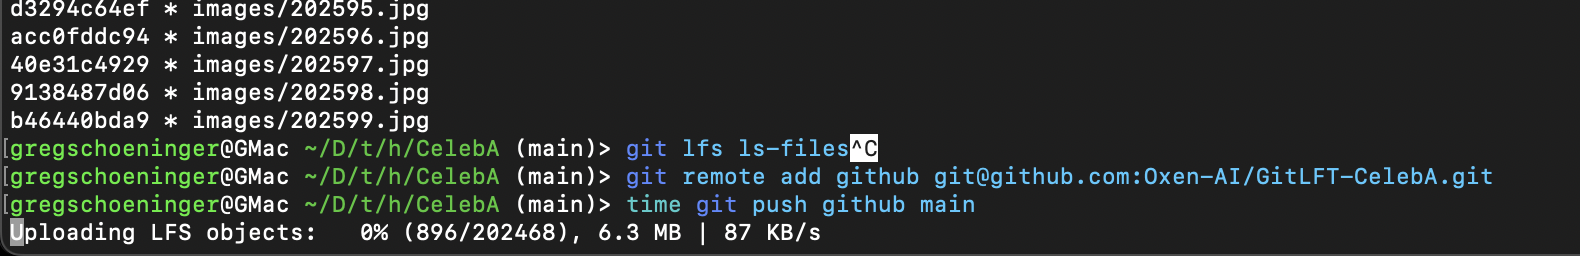 d3294c64ef * images/202595.jpg
acc0fddc94 * images/202596.jpg
40e31c4929 * images/202597.jpg
9138487d06 * images/202598.jpg
b46440bda9 * images/202599.jpg
[gregschoeninger@GMac ~/D/t/h/CelebA (main)> git lfs ls-files^C
[gregschoeninger@GMac ~/D/t/h/CelebA (main)> git remote add github git@github.com:Oxen-AI/GitLFT-CelebA.git
[gregschoeninger@GMac ~/D/t/h/CelebA (main)> time git push github main
Uploading LFS objects:   0% (896/202468), 6.3 MB | 87 KB/s